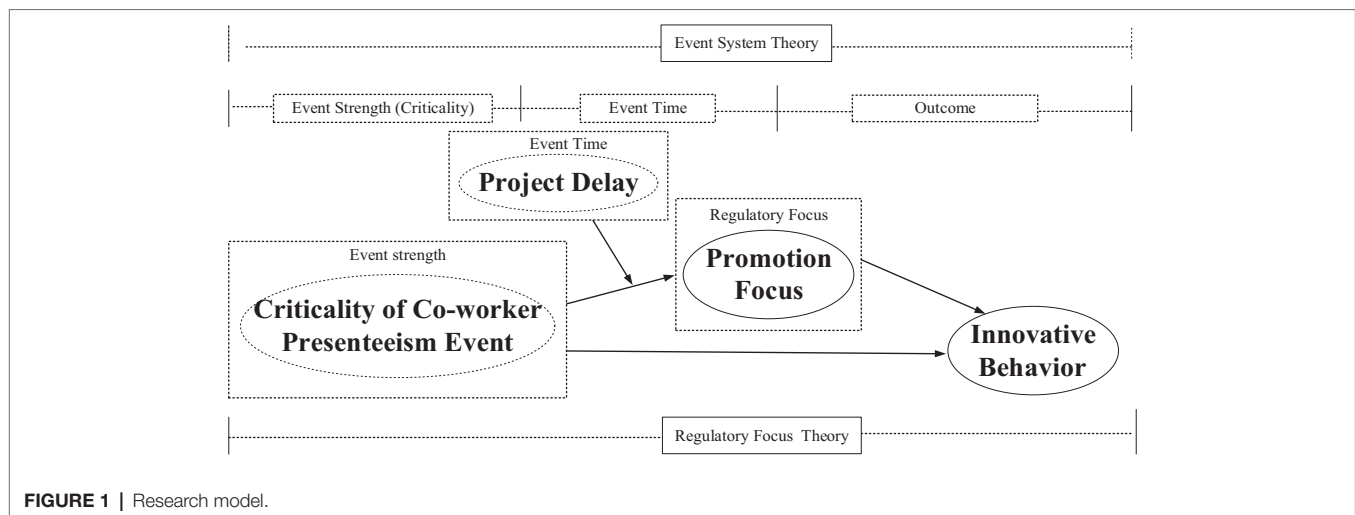 Event System Theory
Event Strength (Criticality)
Event Time
Outcome
Event Time
Project Delay
Regulatory Focus
Promotion
Focus
Event strength
Criticality of Co-worker
Presenteeism Event
Innovative
Behavior
Regulatory Focus Theory
FIGURE 1 | Research model.